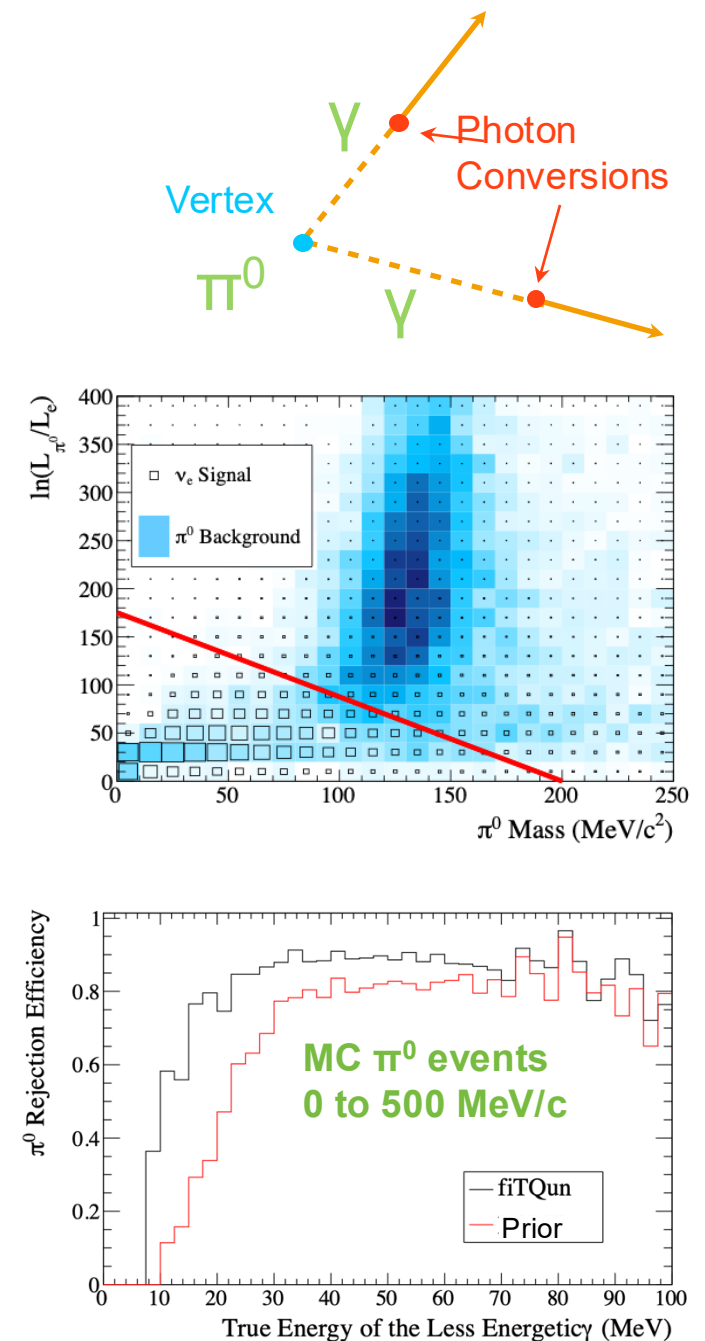 γ
Photon
Conversions
Vertex
π⁰
γ
ln(L_π⁰/L_e)
400
350
300
250
200
150
100
50
0
νe Signal
π⁰ Background
0 50 100 150 200 250
π⁰ Mass (MeV/c²)
π⁰ Rejection Efficiency
1
0.8
0.6
0.4
0.2
0
MC π⁰ events
0 to 500 MeV/c
fiTQun
Prior
0 10 20 30 40 50 60 70 80 90 100
True Energy of the Less Energeticγ (MeV)